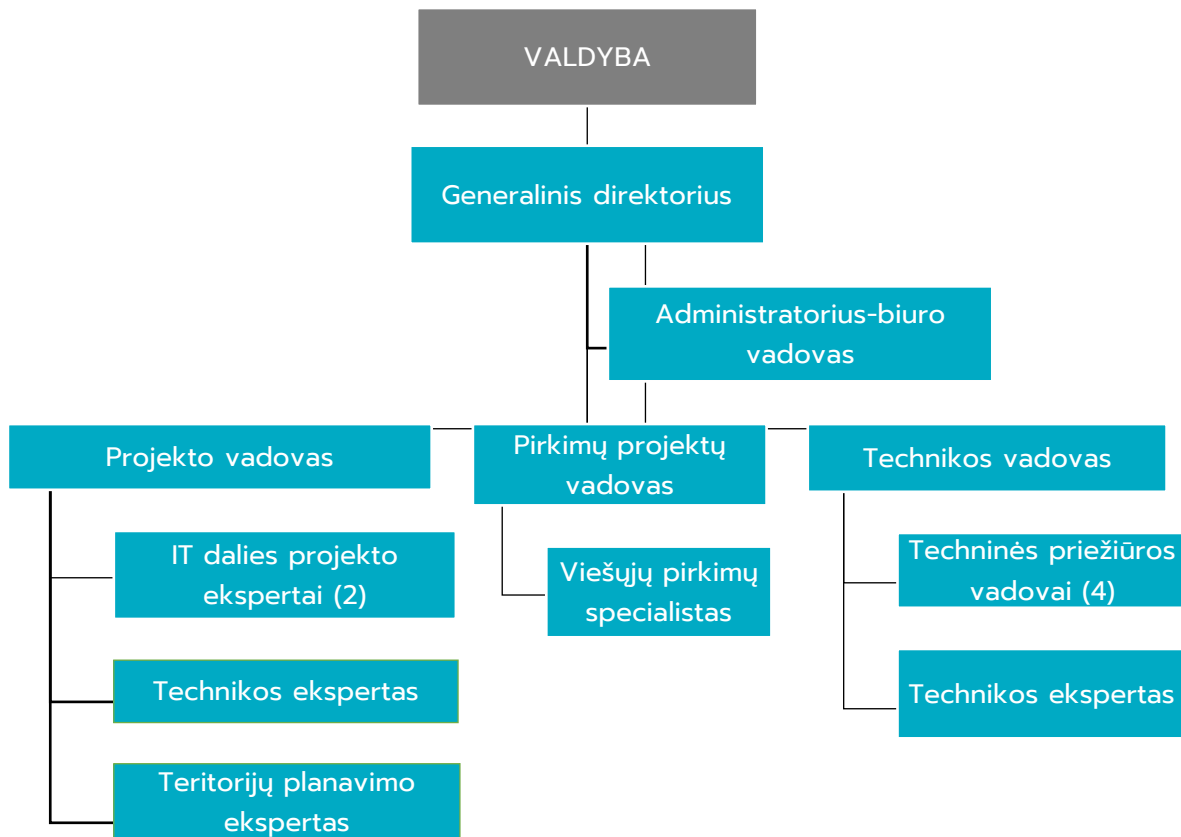 VALDYBA
Generalinis direktorius
Administratorius-biuro
vadovas
Projekto vadovas
Pirkimų projektų
vadovas
Technikos vadovas
IT dalies projekto
ekspertai (2)
Viešųjų pirkimų
specialistas
Techninės priežiūros
vadovai (4)
Technikos ekspertas
Technikos ekspertas
Teritorijų planavimo
ekspertas